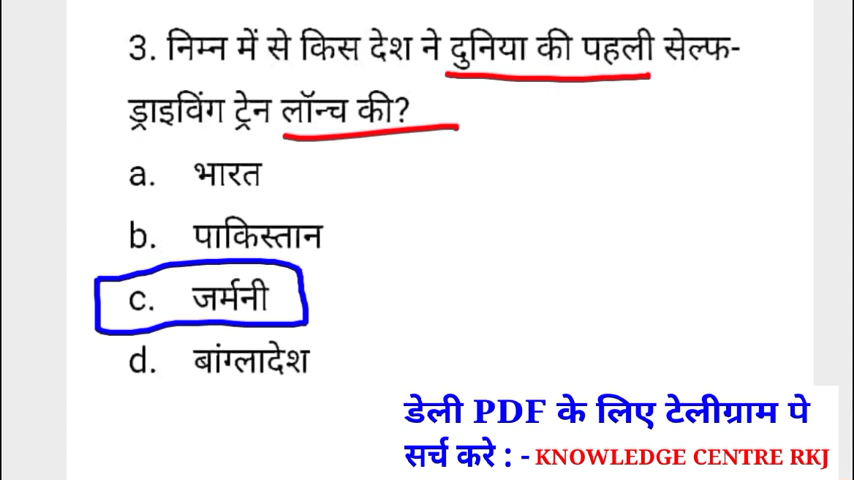 3. निम्न में से किस देश ने दुनिया की पहली सेल्फ-
ड्राइविंग ट्रेन लॉन्च की?
a. भारत
b. पाकिस्तान
c. जर्मनी
d. बांग्लादेश
डेली PDF के लिए टेलीग्राम पे
सर्च करे : - KNOWLEDGE CENTRE RKJ